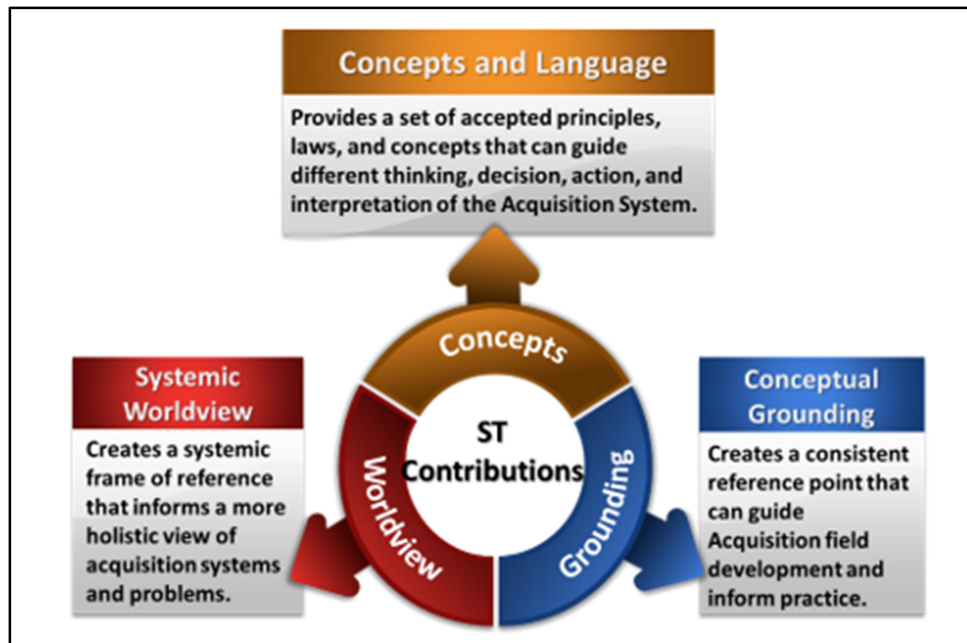 Concepts and Language
Provides a set of accepted principles,
laws, and concepts that can guide
different thinking, decision, action, and
interpretation of the Acquisition System.
Concepts
Worldview
Grounding
ST
Contributions
Systemic
Worldview
Creates a systemic
frame of reference
that informs a more
holistic view of
acquisition systems
and problems.
Conceptual
Grounding
Creates a consistent
reference point that
can guide
Acquisition field
development and
inform practice.